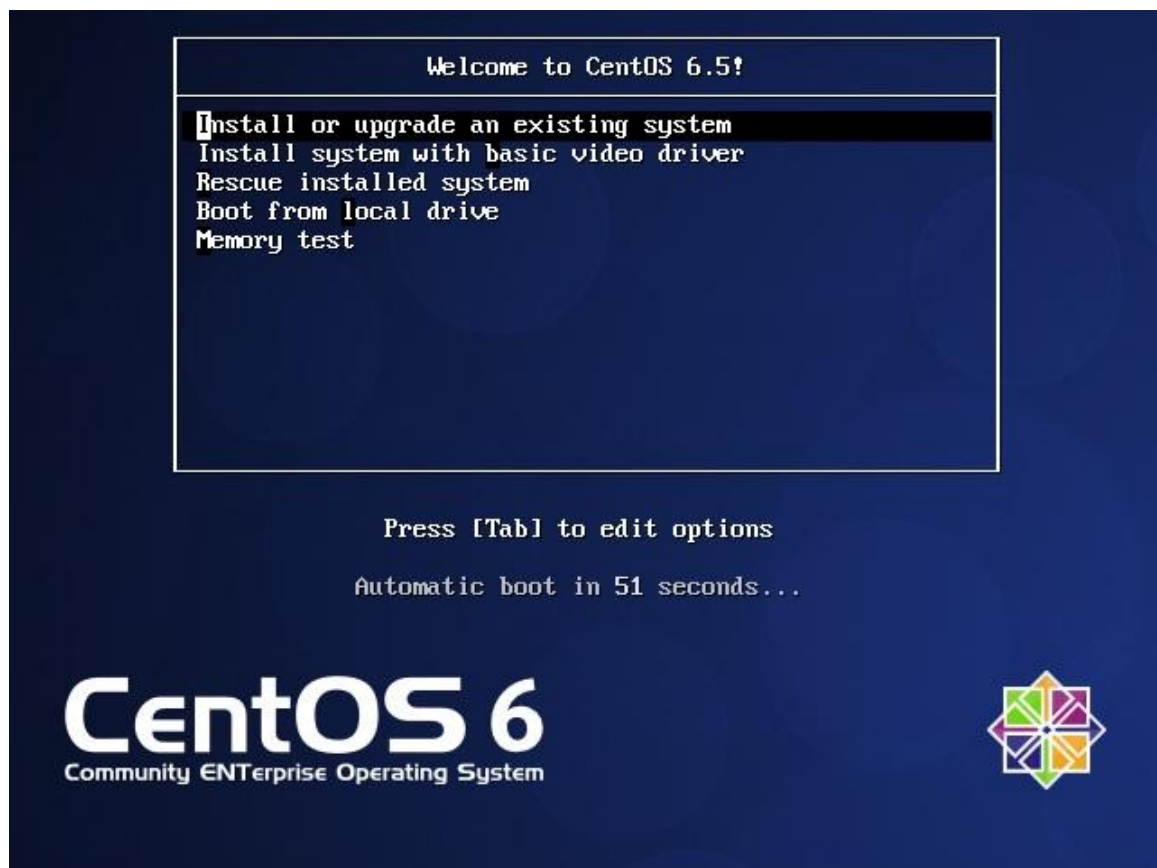 Welcome to CentOS 6.5!
Install or upgrade an existing system
Install system with basic video driver
Rescue installed system
Boot from local drive
Memory test
Press [Tab] to edit options
Automatic boot in 51 seconds...
CentOS 6
Community ENTerprise Operating System